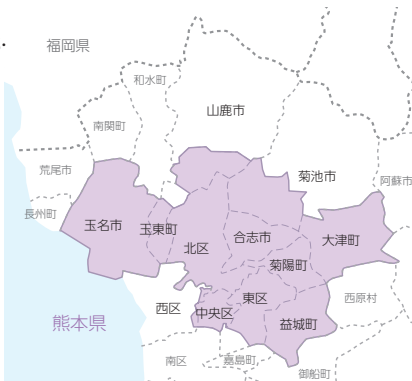 福岡県
和水町
山鹿市
南関町
荒尾市
菊池市
阿蘇市
長州町
玉名市
玉東町
北区
合志市
大津町
菊陽町
西原村
西区
中央区
東区
益城町
熊本県
南区
嘉島町
御船町